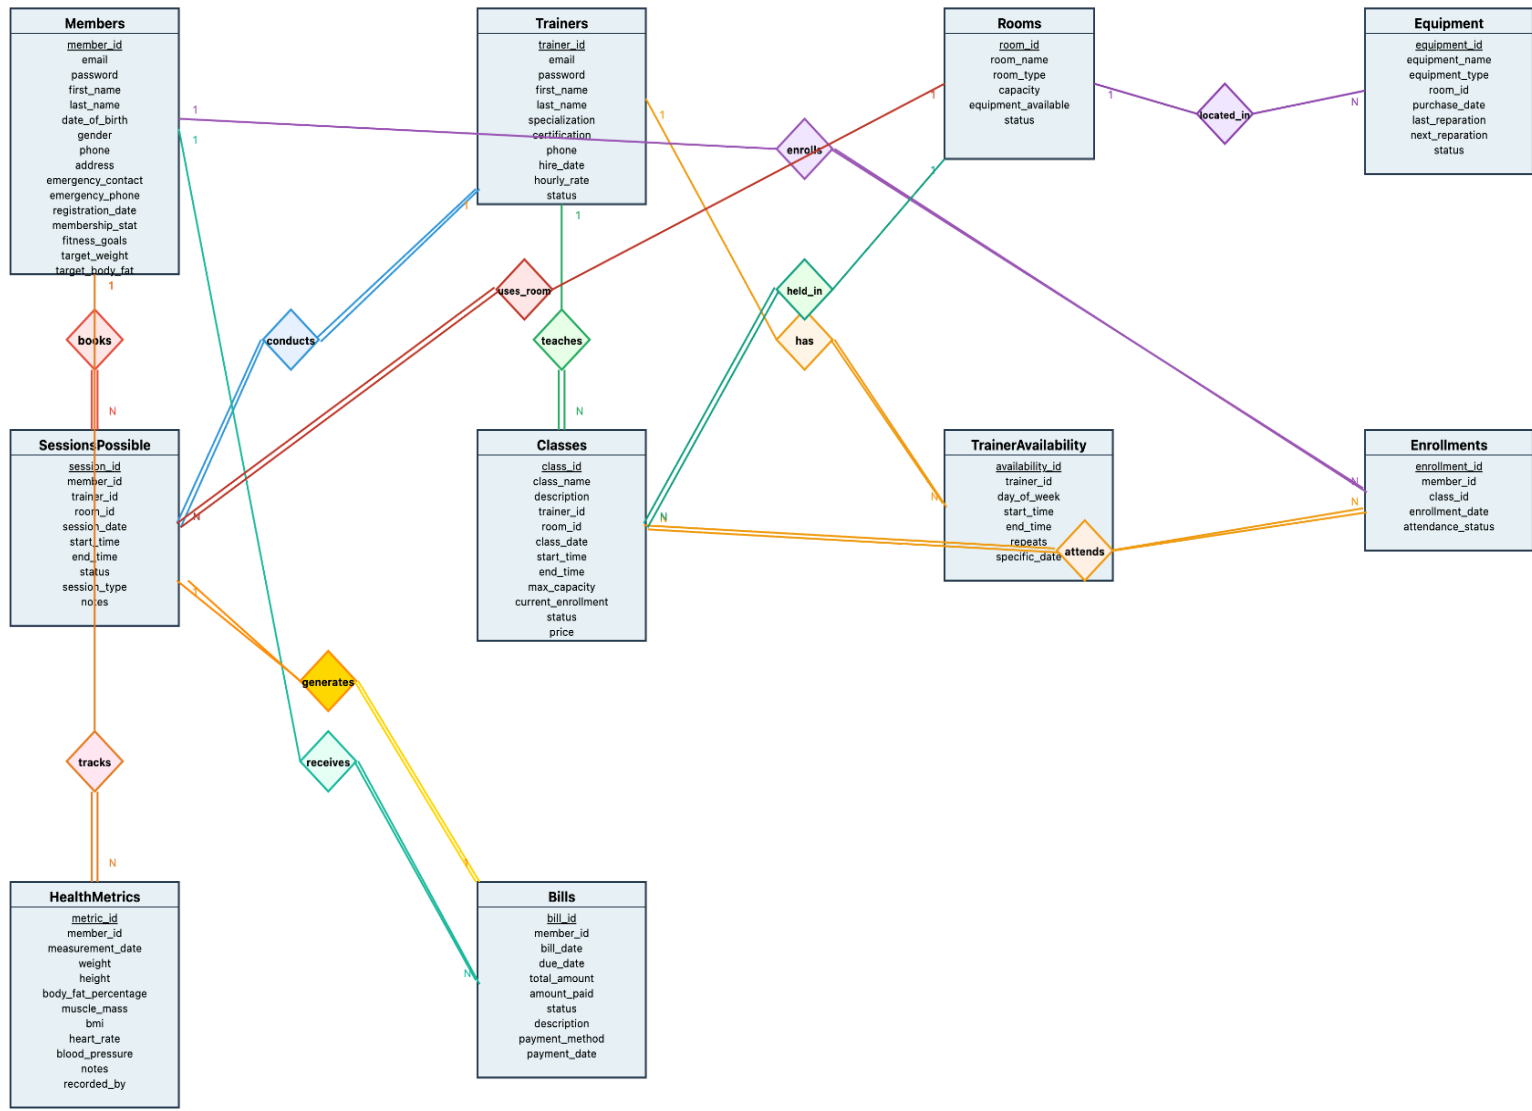 Members
member_id
email
password
first_name
last_name
date_of_birth
gender
phone
address
emergency_contact
emergency_phone
registration_date
membership_stat
fitness_goals
target_weight
target_body_fat
Trainers
trainer_id
email
password
first_name
last_name
specialization
certification
phone
hire_date
hourly_rate
status
Rooms
room_id
room_name
room_type
capacity
equipment_available
status
Equipment
equipment_id
equipment_name
equipment_type
room_id
purchase_date
last_reparation
next_reparation
status
1
1
1
1
1
1
1
1
1
N
located_in
enrolls
uses_room
held_in
books
conducts
teaches
has
N
N
SessionsPossible
session_id
member_id
trainer_id
room_id
session_date
start_time
end_time
status
session_type
notes
N
1
Classes
class_id
class_name
description
trainer_id
room_id
class_date
start_time
end_time
max_capacity
current_enrollment
status
price
N
TrainerAvailability
availability_id
trainer_id
day_of_week
start_time
end_time
repeats
specific_date
N
attends
Enrollments
enrollment_id
member_id
class_id
enrollment_date
attendance_status
N
N
generates
tracks
receives
N
1
N
HealthMetrics
metric_id
member_id
measurement_date
weight
height
body_fat_percentage
muscle_mass
bmi
heart_rate
blood_pressure
notes
recorded_by
Bills
bill_id
member_id
bill_date
due_date
total_amount
amount_paid
status
description
payment_method
payment_date